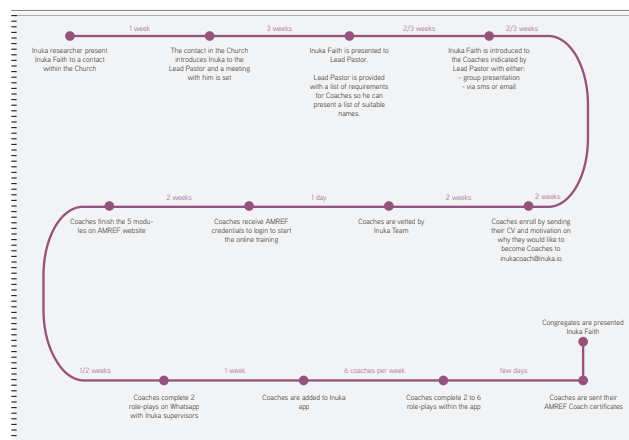 1 week
3 weeks
2/3 weeks
2/3 weeks
Inuka researcher present
Inuka Faith to a contact
within the Church
The contact in the Church
introduces Inuka to the
Lead Pastor and a meeting
with him is set
Inuka Faith is presented to
Lead Pastor.
Lead Pastor is provided
with a list of requirements
for Coaches so he can
present a list of suitable
names.
Inuka Faith is introduced to
the Coaches indicated by
Lead Pastor with either:
- group presentation
- via sms or email
2 weeks
Coaches enroll by sending
their CV and motivation on
why they would like to
become Coaches to
inukacoach@inuka.io
2 weeks
Coaches are vetted by
Inuka Team
1 day
Coaches receive AMREF
credentials to login to start
the online training
2 weeks
Coaches finish the 5 modu-
les on AMREF website
1/2 weeks
Coaches complete 2
role-plays on Whatsapp
with Inuka supervisors
1 week
Coaches are added to Inuka
app
6 coaches per week
Coaches complete 2 to 6
role-plays within the app
few days
Coaches are sent their
AMREF Coach certificates
Congregates are presented
Inuka Faith